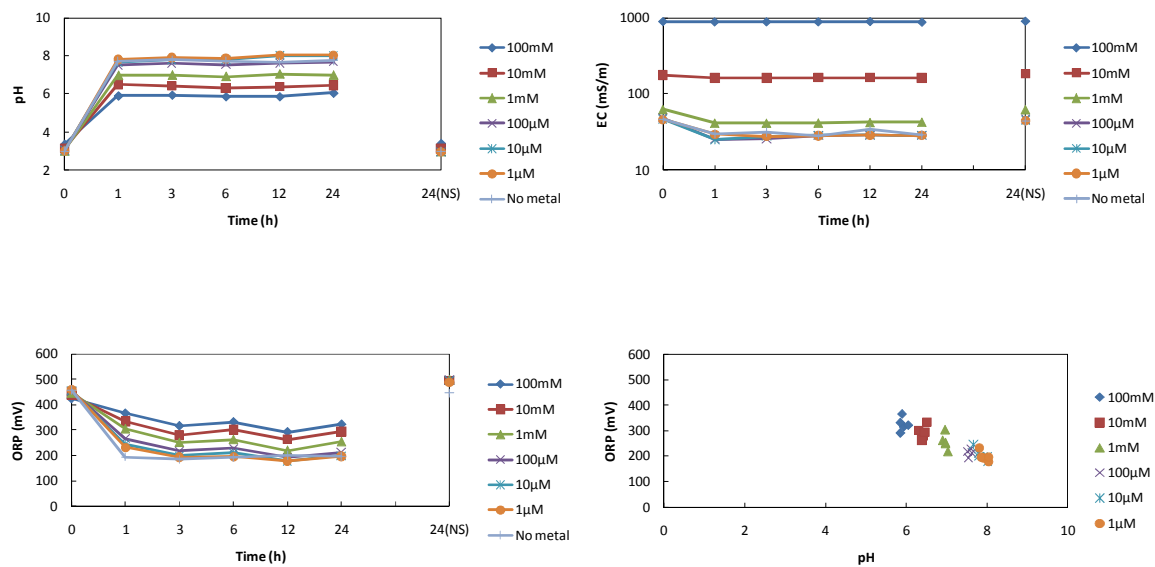 10
8
6
4
2
pH
0 1 3 6 12 24 24(NS)
Time (h)
100mM
10mM
1mM
100μM
10μM
1μM
No metal
1000
100
10
EC (mS/m)
0 1 3 6 12 24 24(NS)
Time (h)
100mM
10mM
1mM
100μM
10μM
1μM
No metal
600
500
400
300
200
100
0
ORP (mV)
0 1 3 6 12 24 24(NS)
Time (h)
100mM
10mM
1mM
100μM
10μM
1μM
No metal
600
500
400
300
200
100
0
ORP (mV)
0 2 4 6 8 10
pH
100mM
10mM
1mM
100μM
10μM
1μM